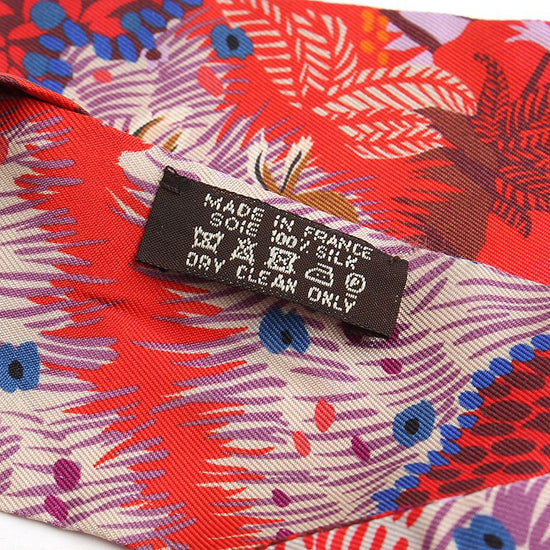 MADE IN FRANCE
SOIE 100% SILK
P
DRY CLEAN ONLY